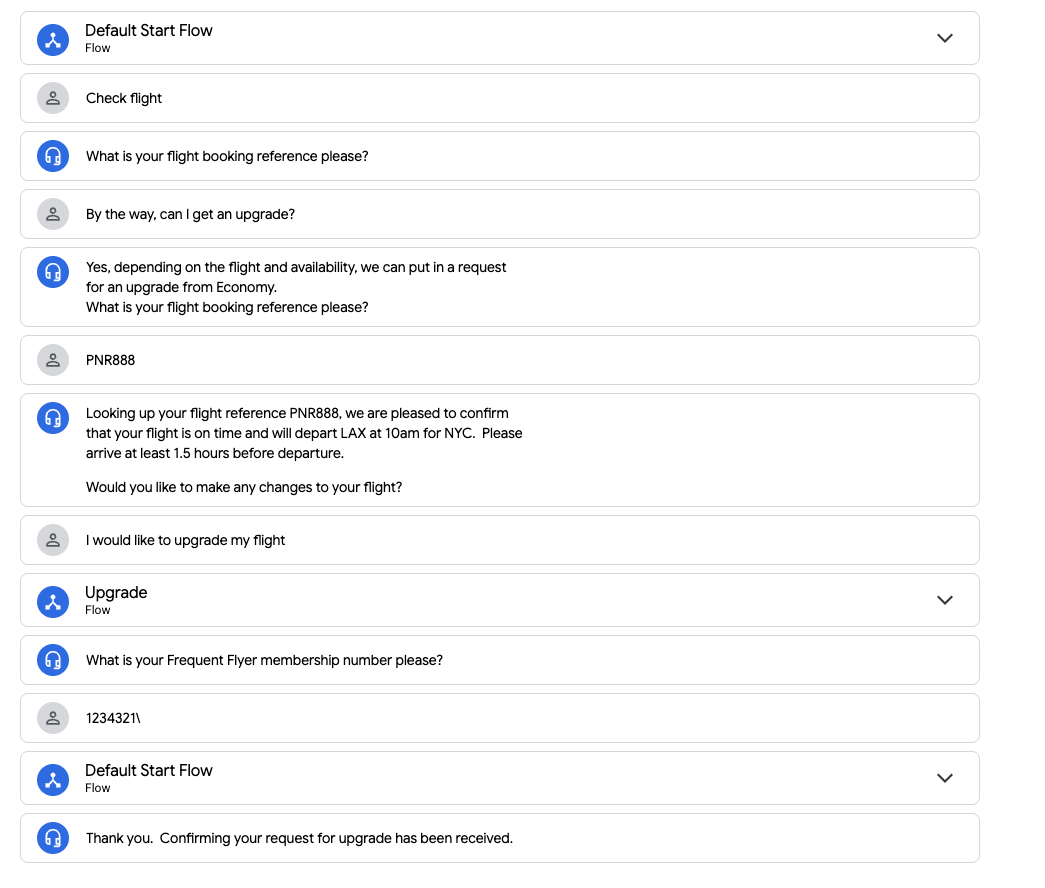 Default Start Flow
Flow
Check flight
What is your flight booking reference please?
By the way, can I get an upgrade?
Yes, depending on the flight and availability, we can put in a request
for an upgrade from Economy.
What is your flight booking reference please?
PNR888
Looking up your flight reference PNR888, we are pleased to confirm
that your flight is on time and will depart LAX at 10am for NYC.  Please
arrive at least 1.5 hours before departure.
Would you like to make any changes to your flight?
I would like to upgrade my flight
Upgrade
Flow
What is your Frequent Flyer membership number please?
1234321\
Default Start Flow
Flow
Thank you.  Confirming your request for upgrade has been received.